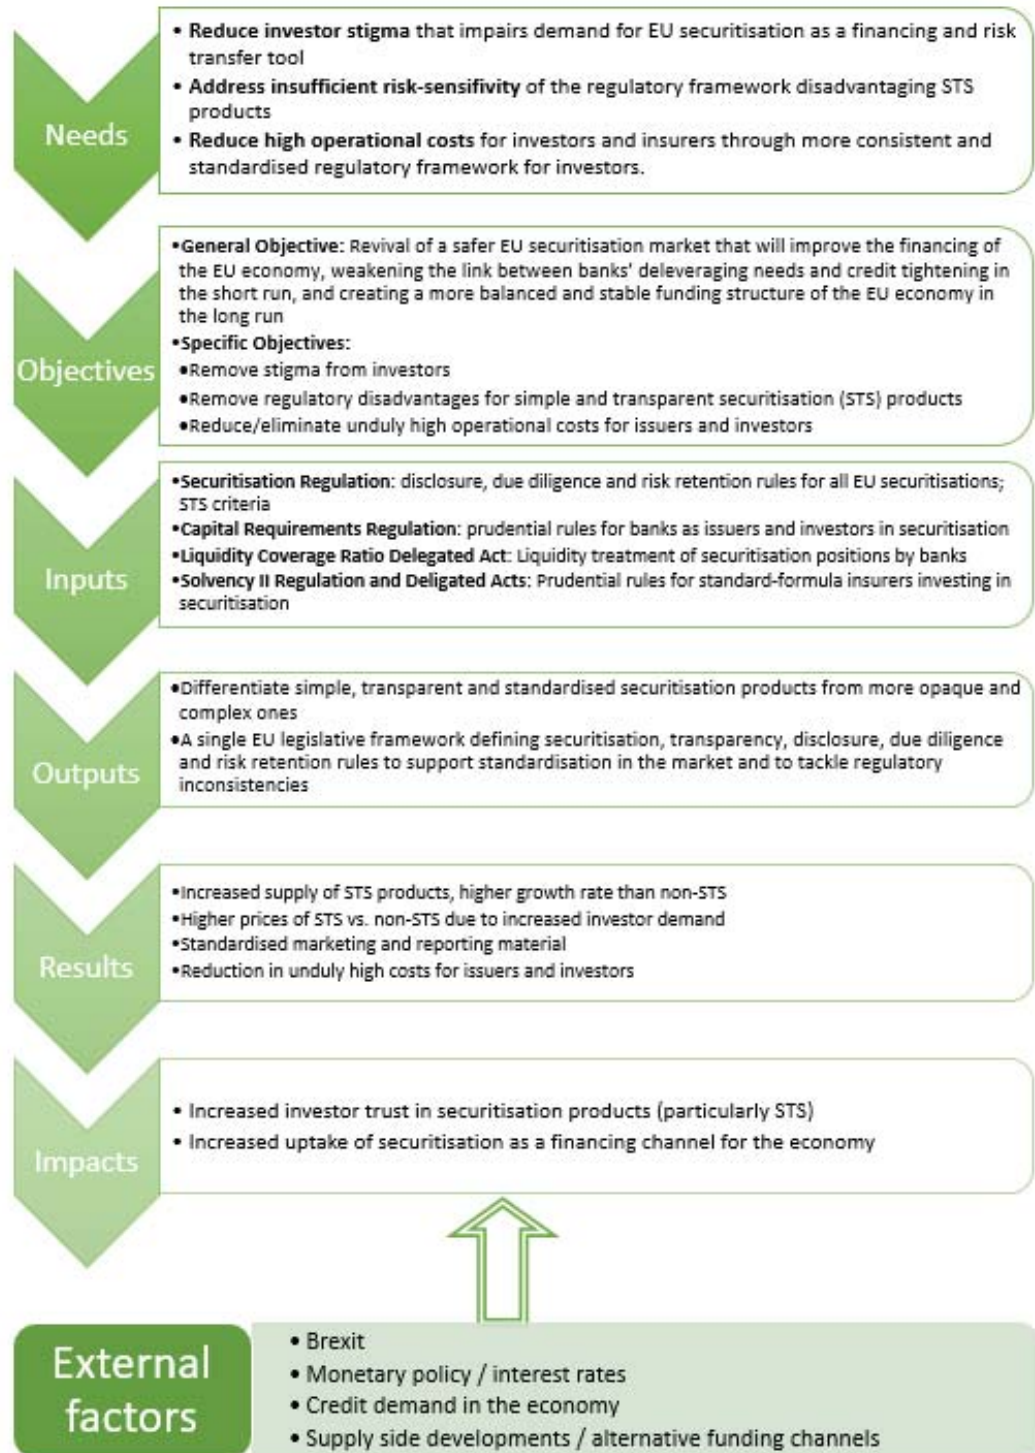 Needs
• Reduce investor stigma that impairs demand for EU securitisation as a financing and risk
transfer tool
• Address insufficient risk-sensifivity of the regulatory framework disadvantaging STS
products
• Reduce high operational costs for investors and insurers through more consistent and
standardised regulatory framework for investors.
Objectives
•General Objective: Revival of a safer EU securitisation market that will improve the financing of
the EU economy, weakening the link between banks' deleveraging needs and credit tightening in
the short run, and creating a more balanced and stable funding structure of the EU economy in
the long run
•Specific Objectives:
•Remove stigma from investors
•Remove regulatory disadvantages for simple and transparent securitisation (STS) products
•Reduce/eliminate unduly high operational costs for issuers and investors
Inputs
•Securitisation Regulation: disclosure, due diligence and risk retention rules for all EU securitisations;
STS criteria
•Capital Requirements Regulation: prudential rules for banks as issuers and investors in securitisation
•Liquidity Coverage Ratio Delegated Act: Liquidity treatment of securitisation positions by banks
•Solvency II Regulation and Deligated Acts: Prudential rules for standard-formula insurers investing in
securitisation
Outputs
•Differentiate simple, transparent and standardised securitisation products from more opaque and
complex ones
•A single EU legislative framework defining securitisation, transparency, disclosure, due diligence
and risk retention rules to support standardisation in the market and to tackle regulatory
inconsistencies
Results
•Increased supply of STS products, higher growth rate than non-STS
•Higher prices of STS vs. non-STS due to increased investor demand
•Standardised marketing and reporting material
•Reduction in unduly high costs for issuers and investors
Impacts
• Increased investor trust in securitisation products (particularly STS)
• Increased uptake of securitisation as a financing channel for the economy
External
factors
• Brexit
• Monetary policy / interest rates
• Credit demand in the economy
• Supply side developments / alternative funding channels